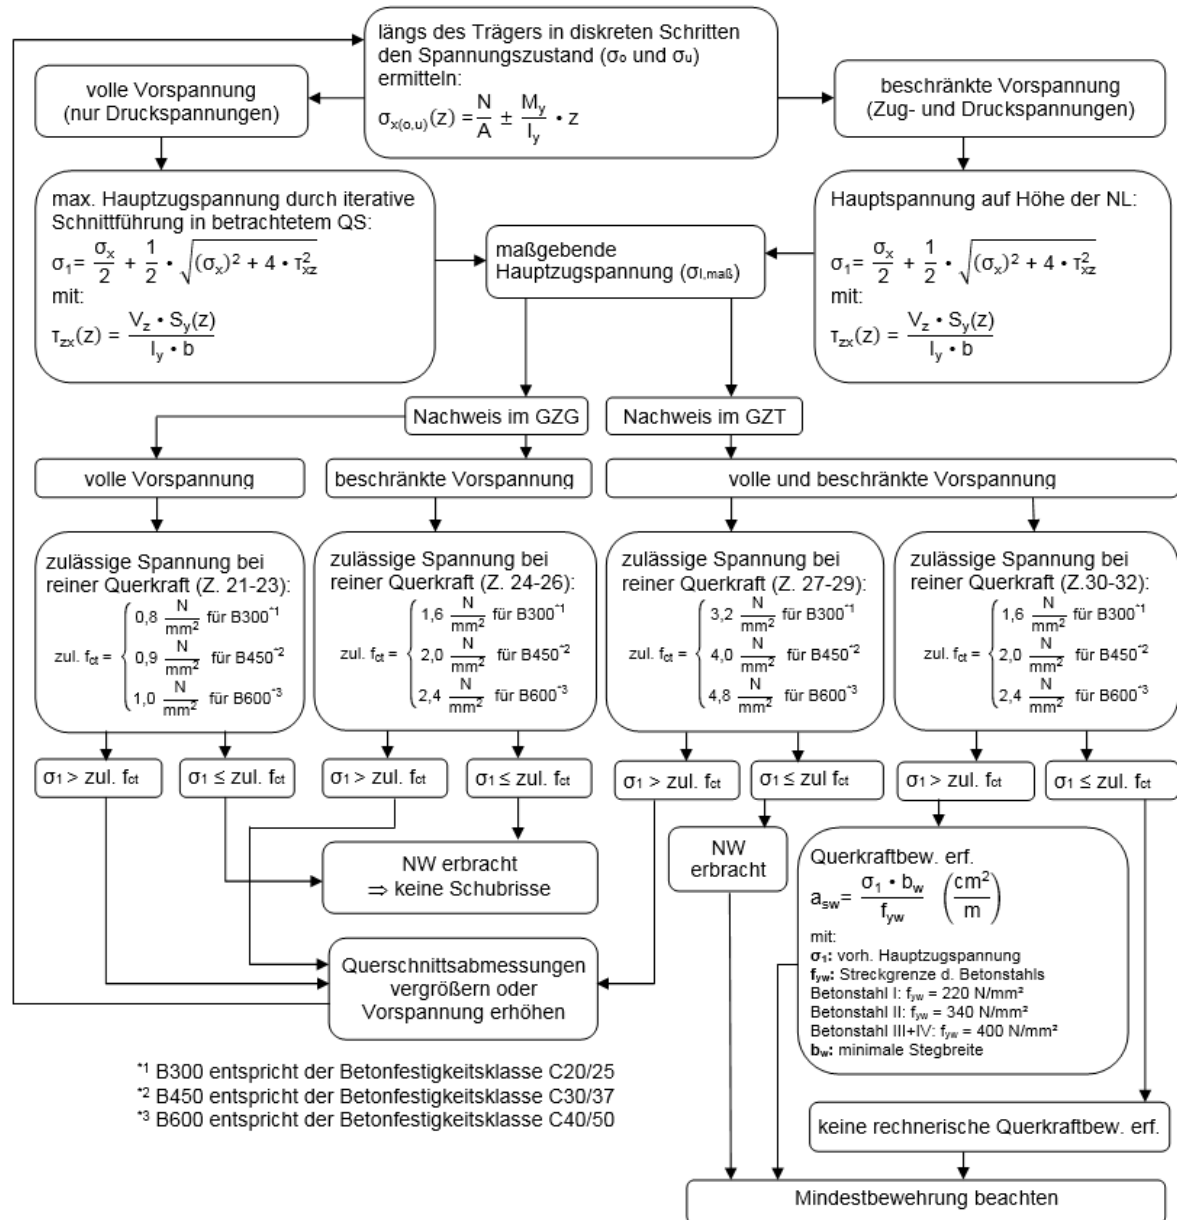 längs des Trägers in diskreten Schritten
den Spannungszustand (σo und σu)
ermitteln:
σx(o,u)(z) = N/A ± My/Iy • z
volle Vorspannung
(nur Druckspannungen)
beschränkte Vorspannung
(Zug- und Druckspannungen)
max. Hauptzugspannung durch iterative
Schnittführung in betrachtetem QS:
σ1= σx/2 + 1/2 • √((σx)² + 4 • τ²xz)
mit:
τzx(z) = Vz • Sy(z) / Iy • b
maßgebende
Hauptzugspannung (σI,maß)
Hauptspannung auf Höhe der NL:
σ1= σx/2 + 1/2 • √((σx)² + 4 • τ²xz)
mit:
τzx(z) = Vz • Sy(z) / Iy • b
Nachweis im GZG
Nachweis im GZT
volle Vorspannung
beschränkte Vorspannung
volle und beschränkte Vorspannung
zulässige Spannung bei
reiner Querkraft (Z. 21-23):
0,8 N/mm² für B300*1
zul. fct = { 0,9 N/mm² für B450*2
1,0 N/mm² für B600*3
zulässige Spannung bei
reiner Querkraft (Z. 24-26):
1,6 N/mm² für B300*1
zul. fct = { 2,0 N/mm² für B450*2
2,4 N/mm² für B600*3
zulässige Spannung bei
reiner Querkraft (Z. 27-29):
3,2 N/mm² für B300*1
zul. fct = { 4,0 N/mm² für B450*2
4,8 N/mm² für B600*3
zulässige Spannung bei
reiner Querkraft (Z.30-32):
1,6 N/mm² für B300*1
zul. fct = { 2,0 N/mm² für B450*2
2,4 N/mm² für B600*3
σ1 > zul. fct
σ1 ≤ zul. fct
σ1 > zul. fct
σ1 ≤ zul. fct
σ1 > zul. fct
σ1 ≤ zul fct
σ1 > zul. fct
σ1 ≤ zul. fct
NW erbracht
⇒ keine Schubrisse
NW
erbracht
Querkraftbew. erf.
asw= σ1 • bw / fyw (cm²/m)
mit:
σ1: vorh. Hauptzugspannung
fyw: Streckgrenze d. Betonstahls
Betonstahl I: fyw = 220 N/mm²
Betonstahl II: fyw = 340 N/mm²
Betonstahl III+IV: fyw = 400 N/mm²
bw: minimale Stegbreite
Querschnittsabmessungen
vergrößern oder
Vorspannung erhöhen
*1 B300 entspricht der Betonfestigkeitsklasse C20/25
*2 B450 entspricht der Betonfestigkeitsklasse C30/37
*3 B600 entspricht der Betonfestigkeitsklasse C40/50
keine rechnerische Querkraftbew. erf.
Mindestbewehrung beachten